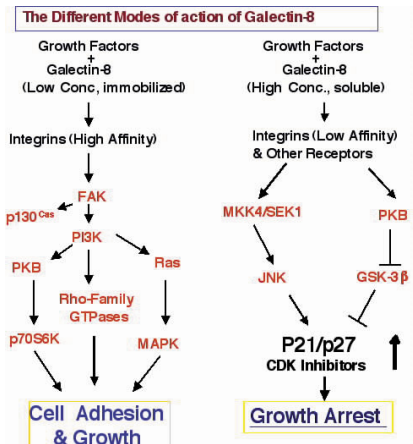 The Different Modes of action of Galectin-8
Growth Factors
+
Galectin-8
(Low Conc, immobilized)
Integrins (High Affinity)
FAK
p130Cas
PI3K
PKB
Ras
Rho-Family
GTPases
p70S6K
MAPK
Cell Adhesion
& Growth
Growth Factors
+
Galectin-8
(High Conc., soluble)
Integrins (Low Affinity)
& Other Receptors
MKK4/SEK1
PKB
JNK
GSK-3β
P21/p27
CDK Inhibitors
Growth Arrest